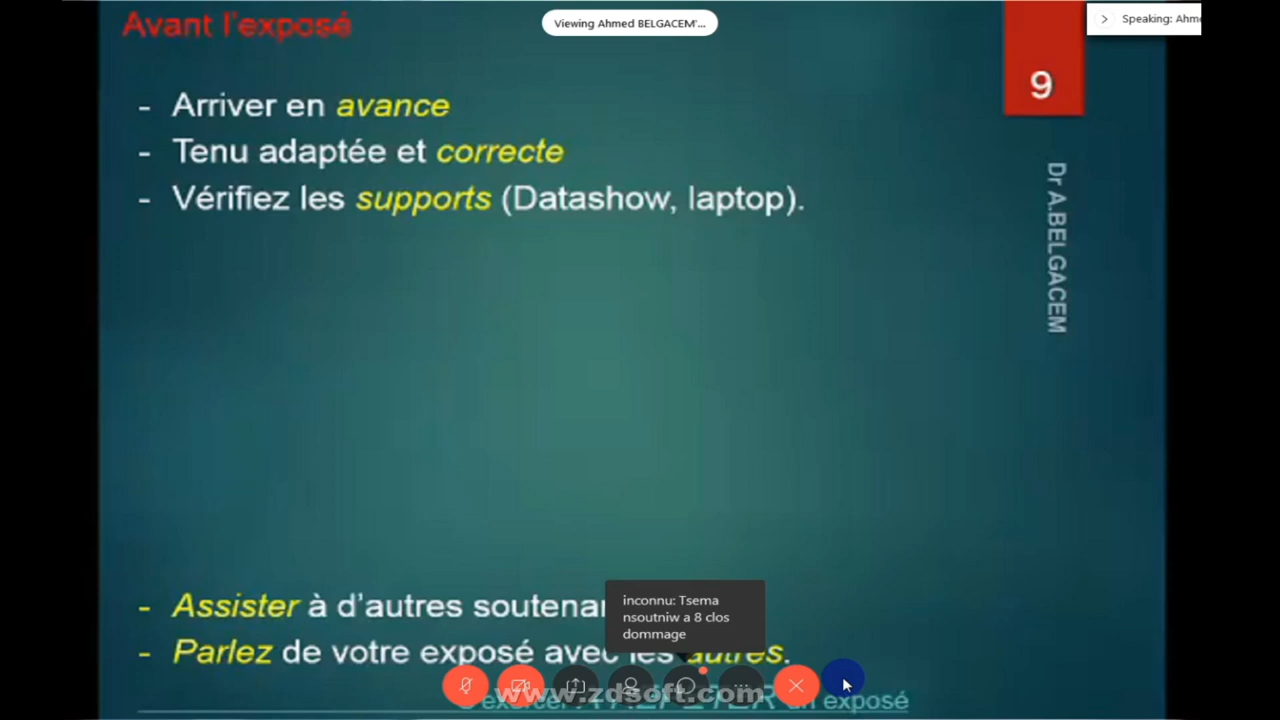 Avant l'exposé
Viewing Ahmed BELGACEM'...
Speaking: Ahme
9
- Arriver en avance
- Tenu adaptée et correcte
- Vérifiez les supports (Datashow, laptop).
Dr A.BELGACEM
- Assister à d'autres soutenan
inconnu: Tsema
nsoutniw a 8 clos
dommage
- Parlez de votre exposé avec les autres.
www.zdsoft.com
exposé